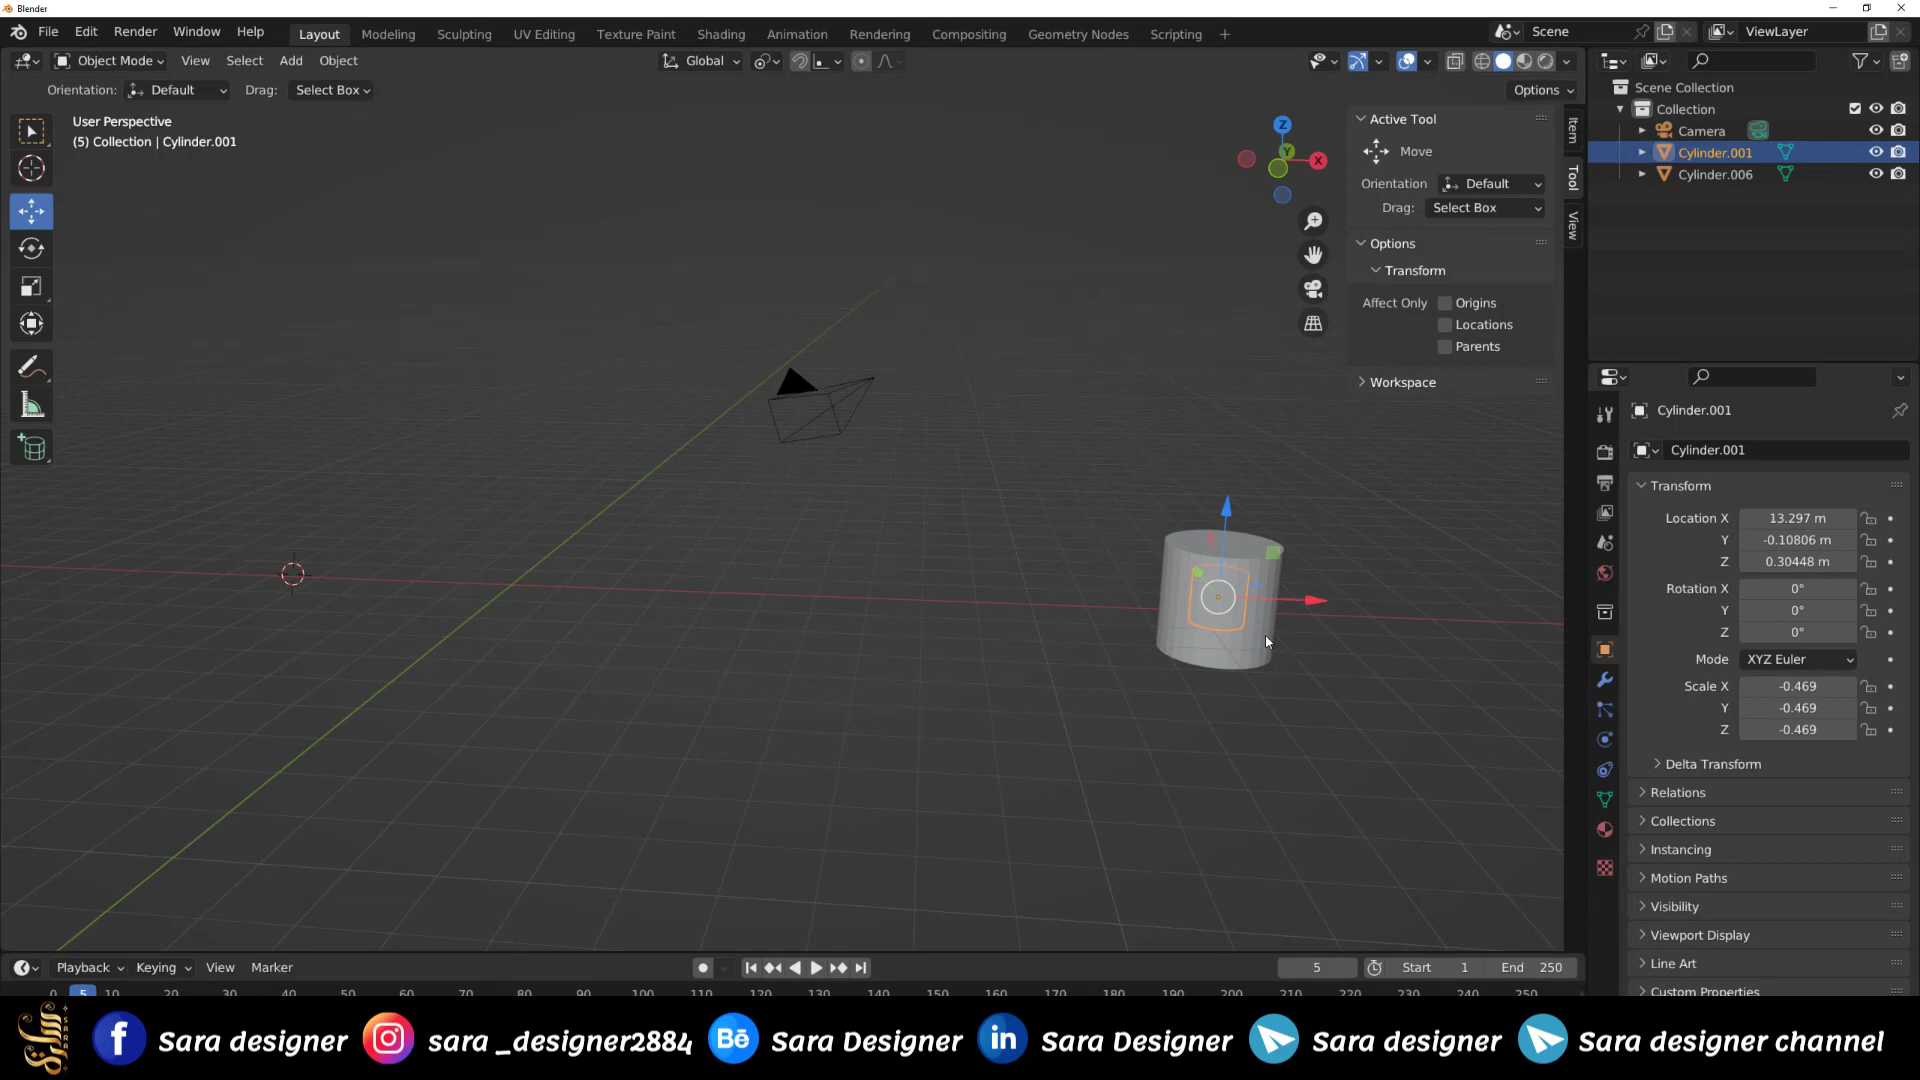 Blender
File Edit Render Window Help Layout Modeling Sculpting UV Editing Texture Paint Shading Animation Rendering Compositing Geometry Nodes Scripting + Scene ViewLayer
Object Mode View Select Add Object Global
Orientation: Default Drag: Select Box Options
User Perspective
(5) Collection | Cylinder.001
Z
Y
X
Active Tool
Move
Orientation Default
Drag: Select Box
Options
Transform
Affect Only Origins
Locations
Parents
Workspace
Item
Tool
View
Scene Collection
Collection
Camera
Cylinder.001
Cylinder.006
Cylinder.001
Cylinder.001
Transform
Location X 13.297 m
Y -0.10806 m
Z 0.30448 m
Rotation X 0°
Y 0°
Z 0°
Mode XYZ Euler
Scale X -0.469
Y -0.469
Z -0.469
Delta Transform
Relations
Collections
Instancing
Motion Paths
Visibility
Viewport Display
Line Art
Custom Properties
Playback Keying View Marker 5 Start 1 End 250
0 5 10 20 30 40 50 60 70 80 90 100 110 120 130 140 150 160 170 180 190 200 210 220 230 240 250
Sara designer sara _designer2884 Bē Sara Designer in Sara Designer Sara designer Sara designer channel